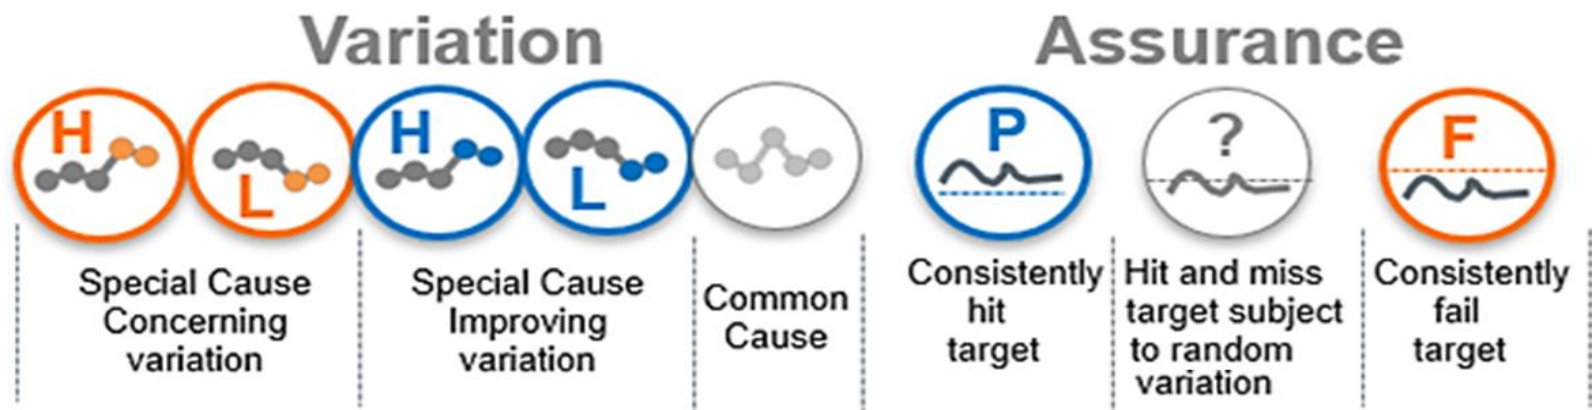 Variation
Assurance
H
L
H
L
P
?
F
Special Cause
Concerning
variation
Special Cause
Improving
variation
Common
Cause
Consistently
hit
target
Hit and miss
target subject
to random
variation
Consistently
fail
target